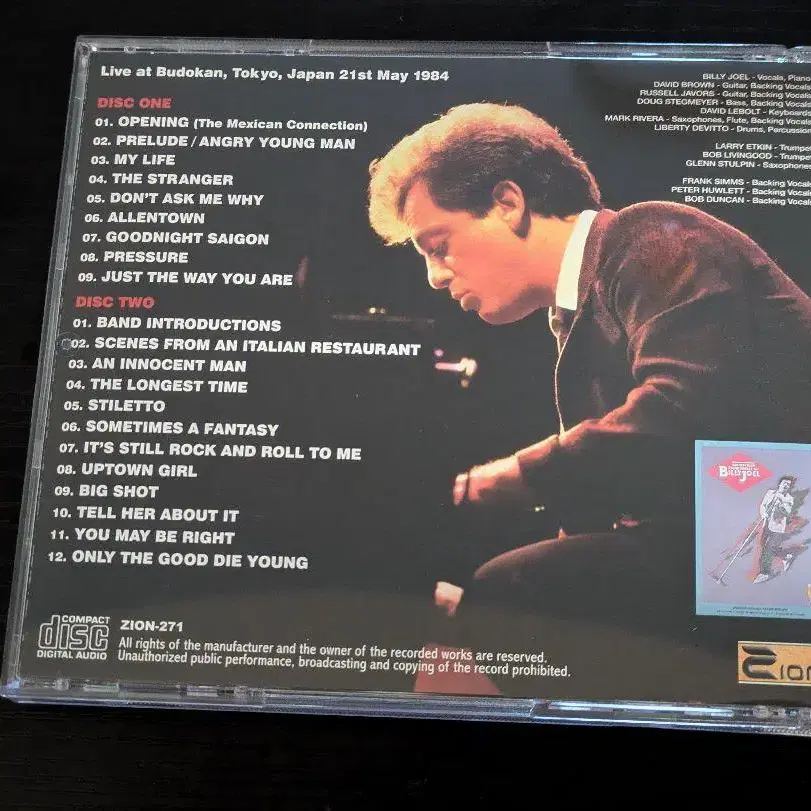 Live at Budokan, Tokyo, Japan 21st May 1984
DISC ONE
01. OPENING (The Mexican Connection)
02. PRELUDE / ANGRY YOUNG MAN
03. MY LIFE
04. THE STRANGER
05. DON'T ASK ME WHY
06. ALLENTOWN
07. GOODNIGHT SAIGON
08. PRESSURE
09. JUST THE WAY YOU ARE
DISC TWO
01. BAND INTRODUCTIONS
02. SCENES FROM AN ITALIAN RESTAURANT
03. AN INNOCENT MAN
04. THE LONGEST TIME
05. STILETTO
06. SOMETIMES A FANTASY
07. IT'S STILL ROCK AND ROLL TO ME
08. UPTOWN GIRL
09. BIG SHOT
10. TELL HER ABOUT IT
11. YOU MAY BE RIGHT
12. ONLY THE GOOD DIE YOUNG
BILLY JOEL - Vocals, Piano
DAVID BROWN - Guitar, Backing Vocals
RUSSELL JAVORS - Guitar, Backing Vocals
DOUG STEGMEYER - Bass, Backing Vocals
DAVID LEBOLT - Keyboards
MARK RIVERA - Saxophones, Flute, Backing Vocals
LIBERTY DEVITTO - Drums, Percussion
LARRY ETKIN - Trumpet
BOB LIVINGOOD - Trumpet
GLENN STULPIN - Saxophones
FRANK SIMMS - Backing Vocals
PETER HUWLETT - Backing Vocals
BOB DUNCAN - Backing Vocals
BILLY JOEL
COMPACT
disc
DIGITAL AUDIO
ZION-271
All rights of the manufacturer and the owner of the recorded works are reserved.
Unauthorized public performance, broadcasting and copying of the record prohibited.
Zion